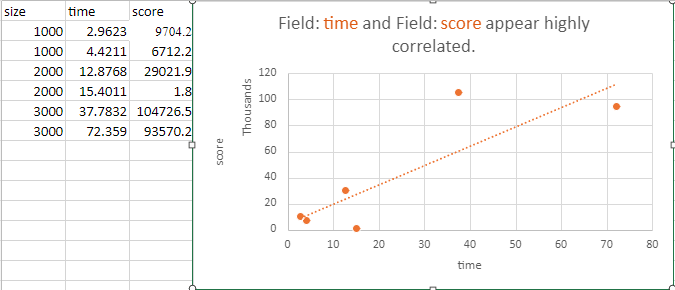 size time score
1000 2.9623 9704.2
1000 4.4211 6712.2
2000 12.8768 29021.9
2000 15.4011 1.8
3000 37.7832 104726.5
3000 72.359 93570.2
Field: time and Field: score appear highly
correlated.
score
Thousands
120
100
80
60
40
20
0
0 10 20 30 40 50 60 70 80
time